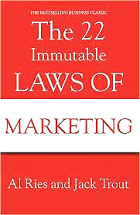 THE BESTSELLING BUSINESS CLASSIC
The 22
Immutable
LAWS OF
MARKETING
Al Ries and Jack Trout